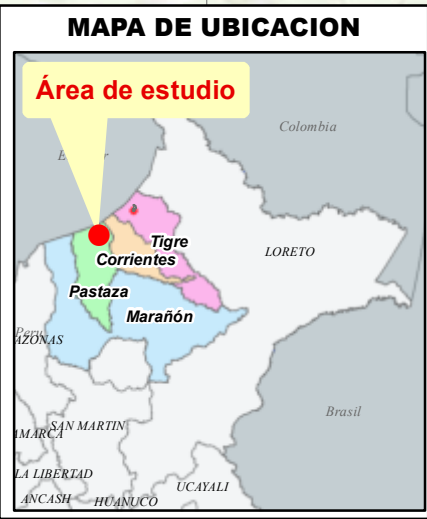 MAPA DE UBICACION
Área de estudio
Colombia
Tigre
LORETO
Corrientes
Pastaza
Marañón
Peru
AZONAS
Brasil
SAN MARTIN
AMARCA
LA LIBERTAD
UCAYALI
ANCASH
HUANUCO